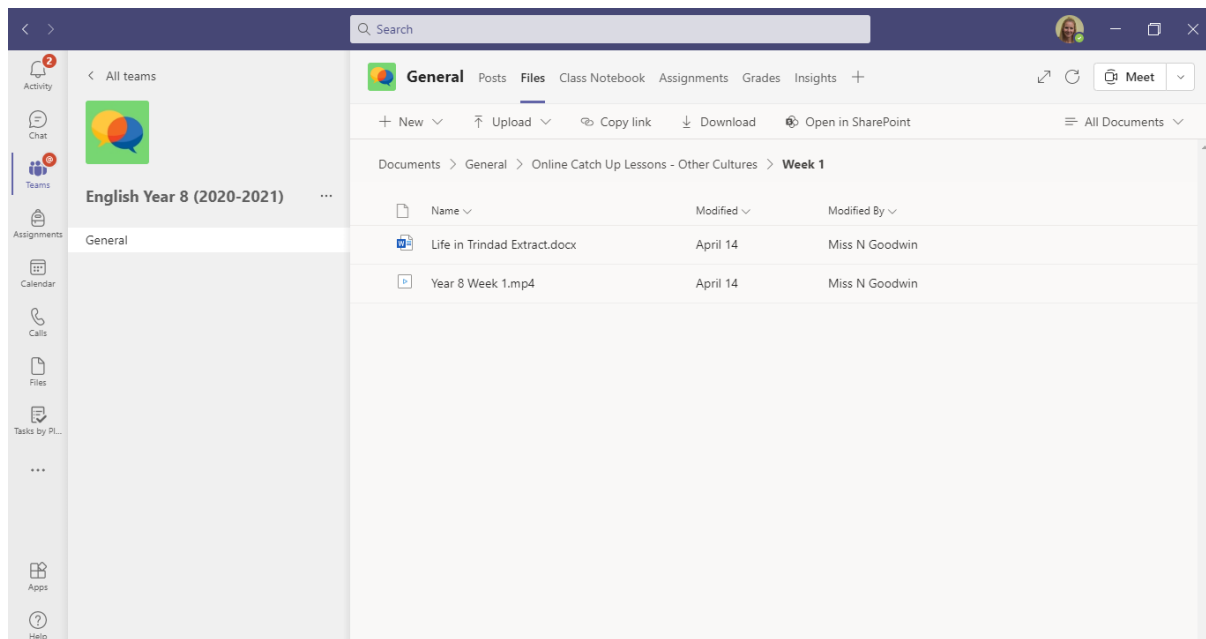 Search
2
Activity
Chat
@
Teams
Assignments
Calendar
Calls
Files
Tasks by Pl...
...
Apps
Help
All teams
English Year 8 (2020-2021) ...
General
General Posts Files Class Notebook Assignments Grades Insights +
Meet
+ New Upload Copy link Download Open in SharePoint All Documents
Documents > General > Online Catch Up Lessons - Other Cultures > Week 1
Name Modified Modified By
Life in Trindad Extract.docx April 14 Miss N Goodwin
Year 8 Week 1.mp4 April 14 Miss N Goodwin